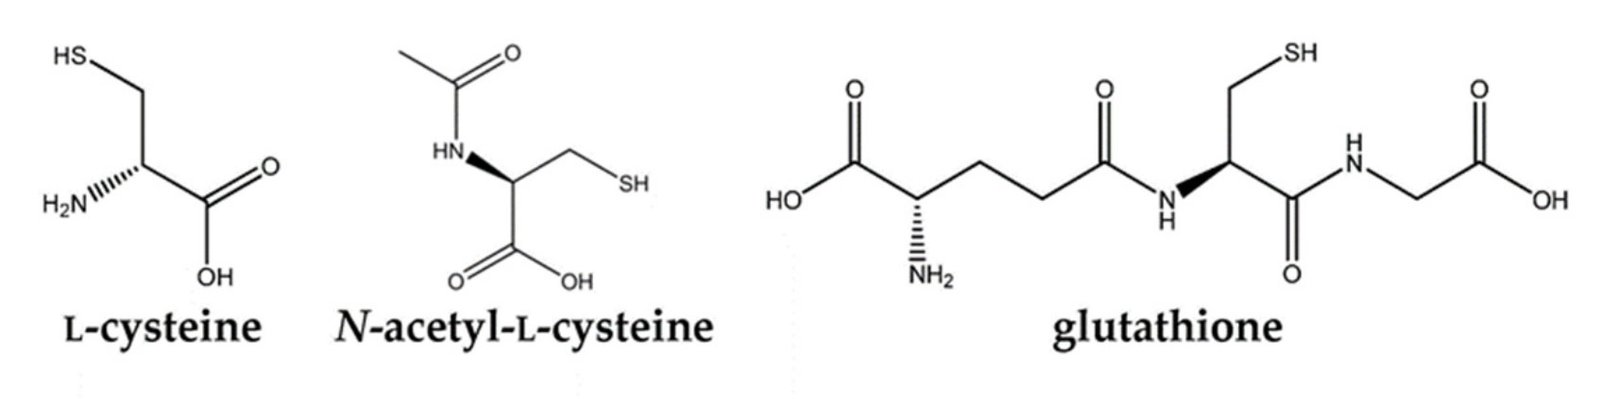 HS
O
H₂N
OH
L-cysteine
O
HN
SH
O
OH
N-acetyl-L-cysteine
SH
O
O
O
H
N
HO
N
H
OH
NH₂
O
glutathione